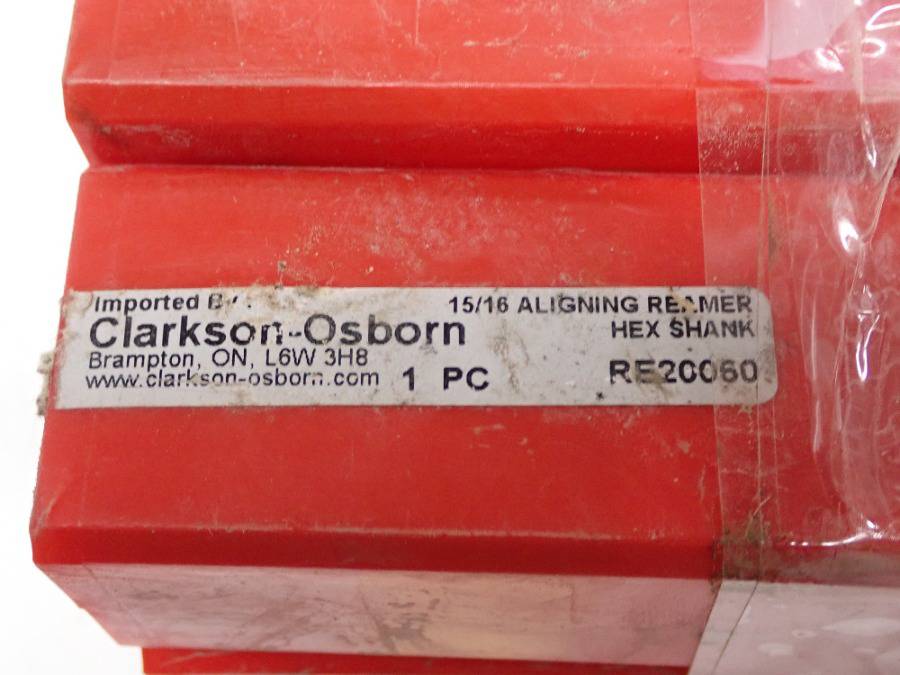 Imported By:
15/16 ALIGNING REAMER
Clarkson-Osborn
HEX SHANK
Brampton, ON, L6W 3H8
www.clarkson-osborn.com 1 PC
RE20060